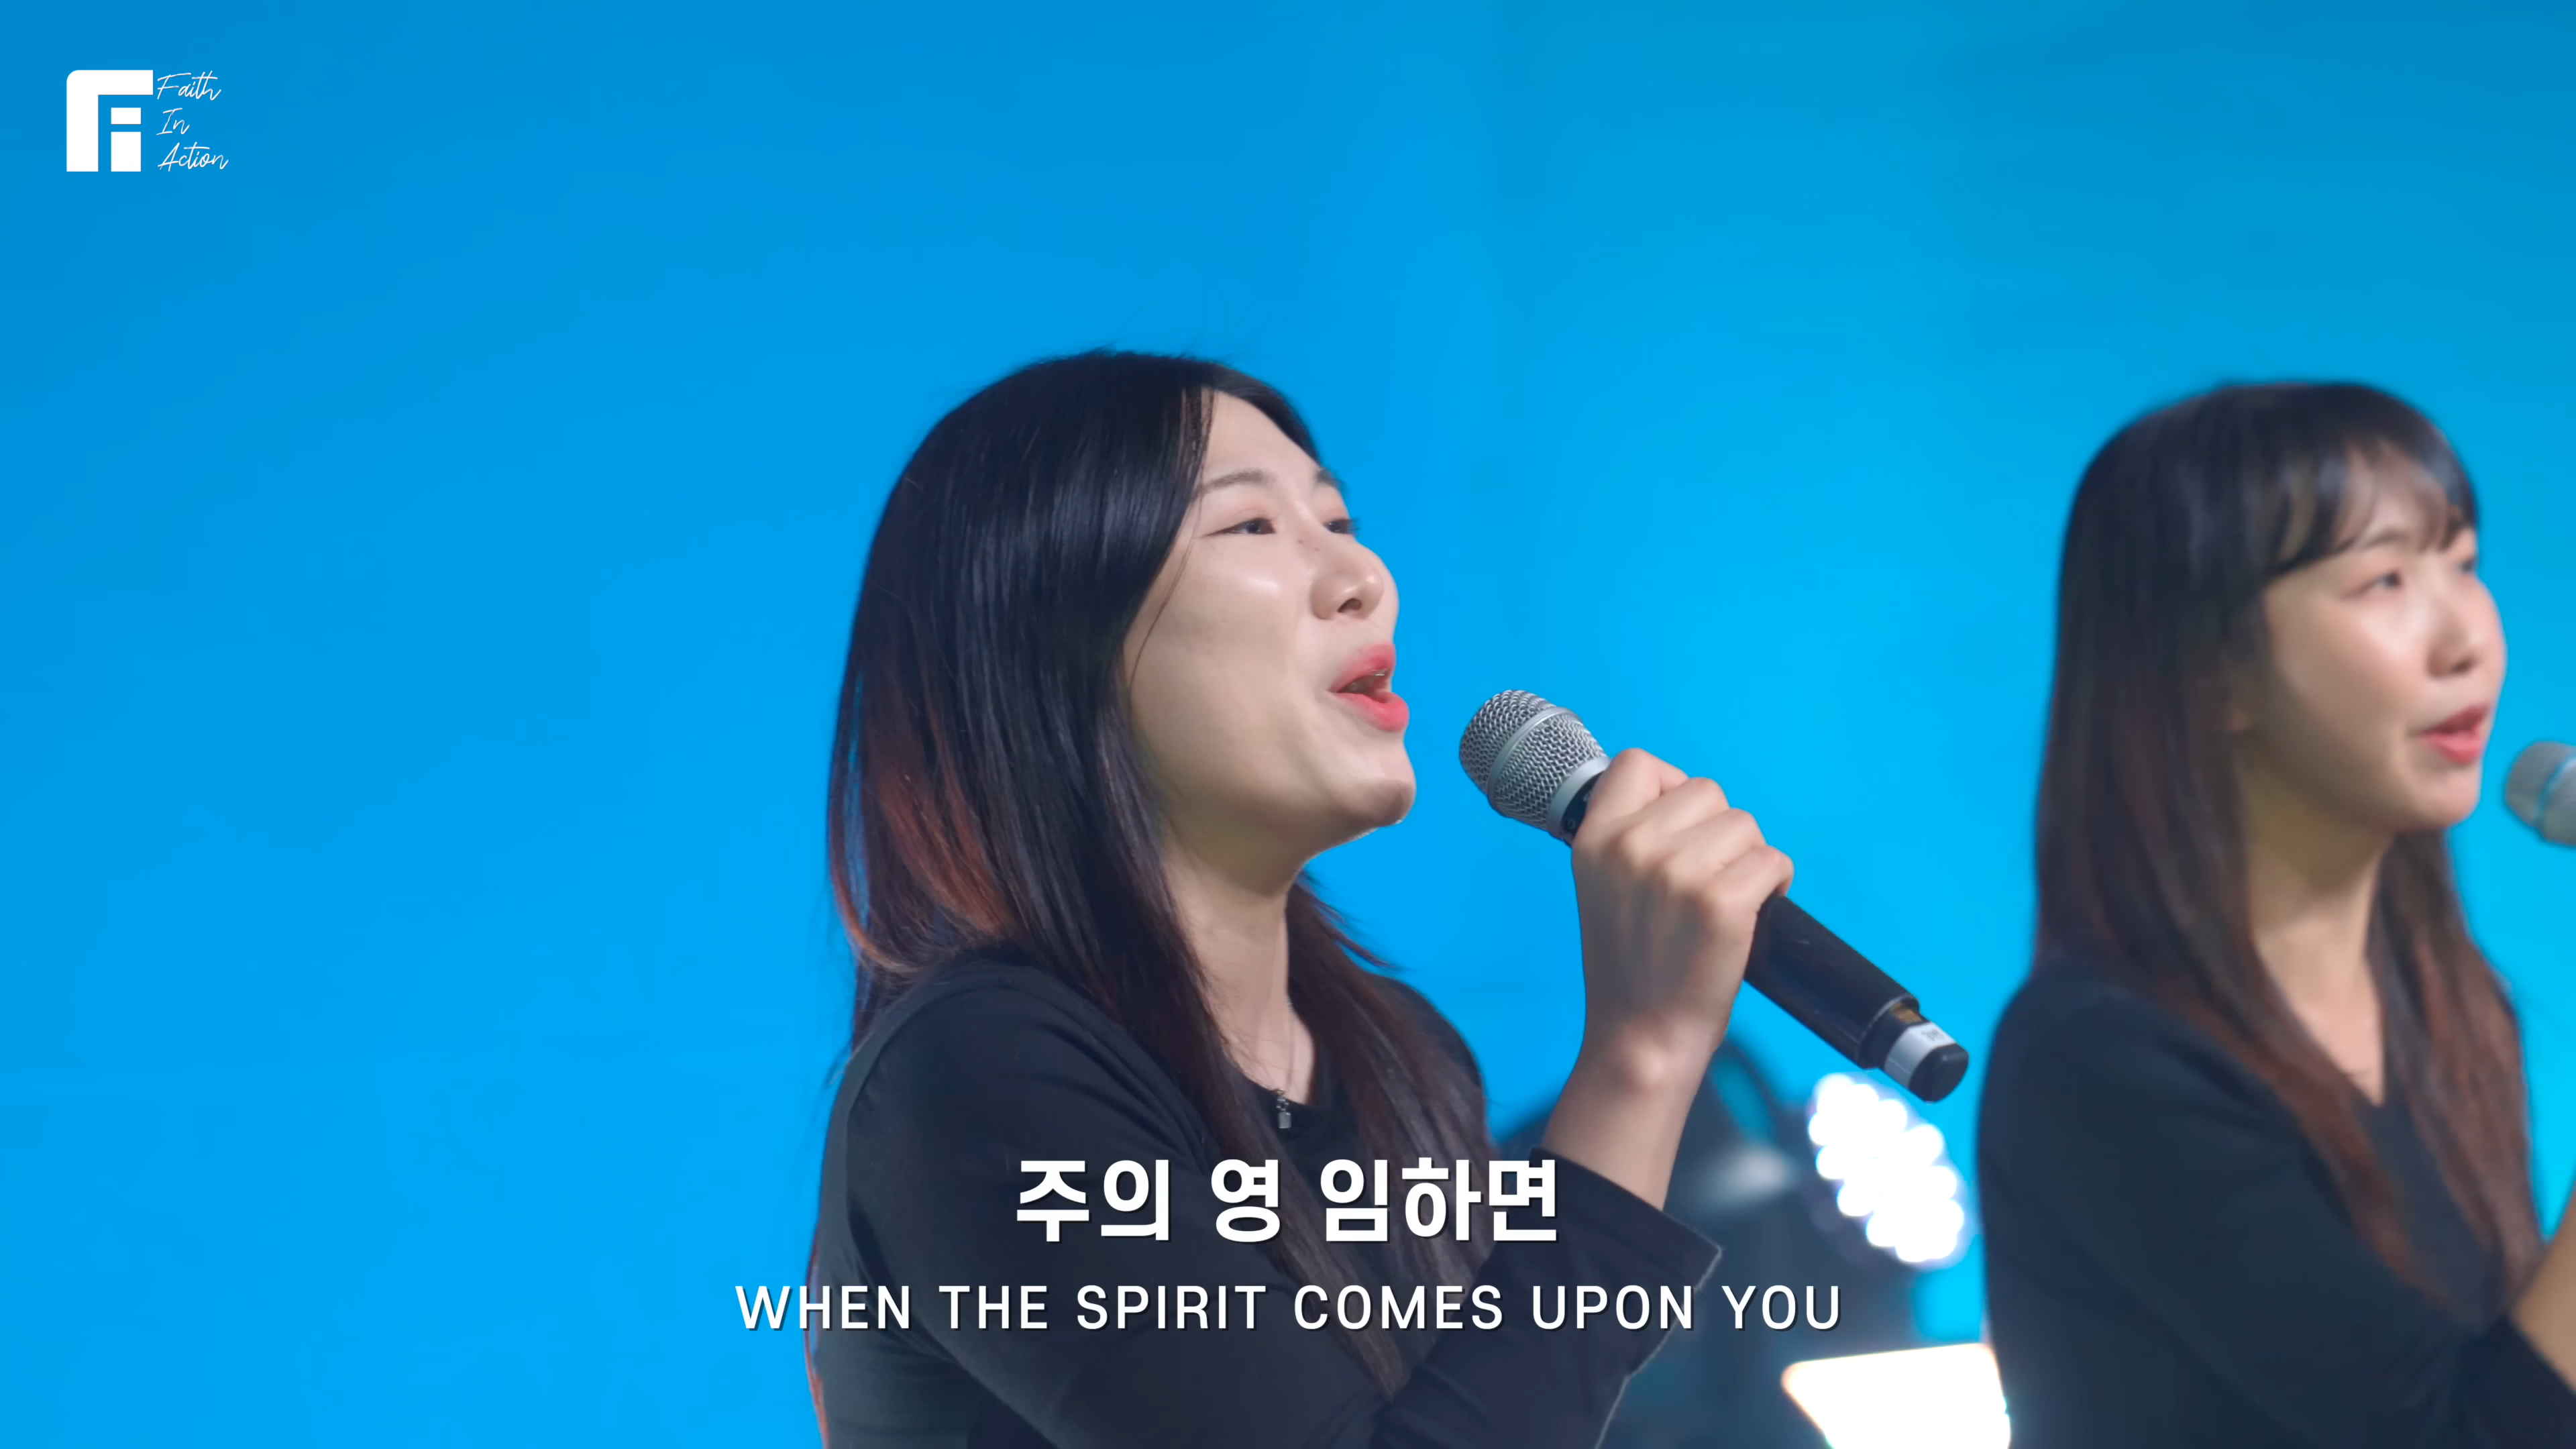 Faith
In
Action
주의 영 임하면
WHEN THE SPIRIT COMES UPON YOU